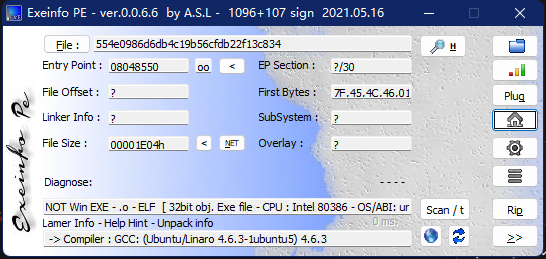 Exeinfo PE - ver.0.0.6.6 by A.S.L - 1096+107 sign 2021.05.16
File : 554e0986d6db4c19b56cfdb22f13c834 H
Entry Point : 08048550 oo < EP Section : ?/30
File Offset : ? First Bytes : 7F.45.4C.46.01 Plug
Linker Info : ? SubSystem : ?
File Size : 00001E04h < NET Overlay : ?
Diagnose:
NOT Win EXE - .o - ELF [ 32bit obj. Exe file - CPU : Intel 80386 - OS/ABI: ur Scan / t Rip
Lamer Info - Help Hint - Unpack info 0 ms.
-> Compiler : GCC: (Ubuntu/Linaro 4.6.3-1ubuntu5) 4.6.3 >>
Exeinfo Pe